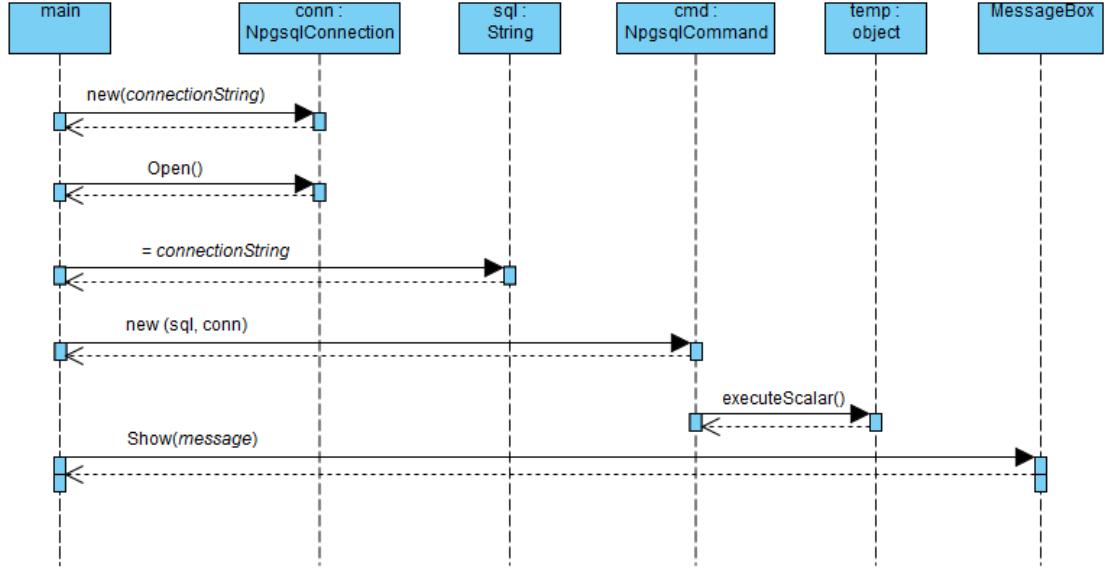 main
conn :
NpgsqlConnection
sql :
String
cmd :
NpgsqlCommand
temp :
object
MessageBox
new(connectionString)
Open()
= connectionString
new (sql, conn)
executeScalar()
Show(message)